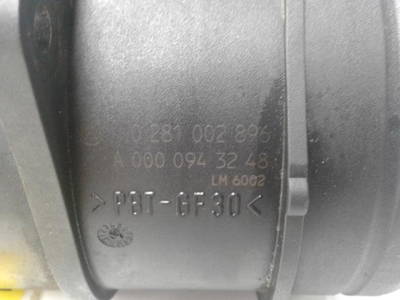 0 281 002 896
A 000 094 32 48
LM 6002
>PBT-GF30<